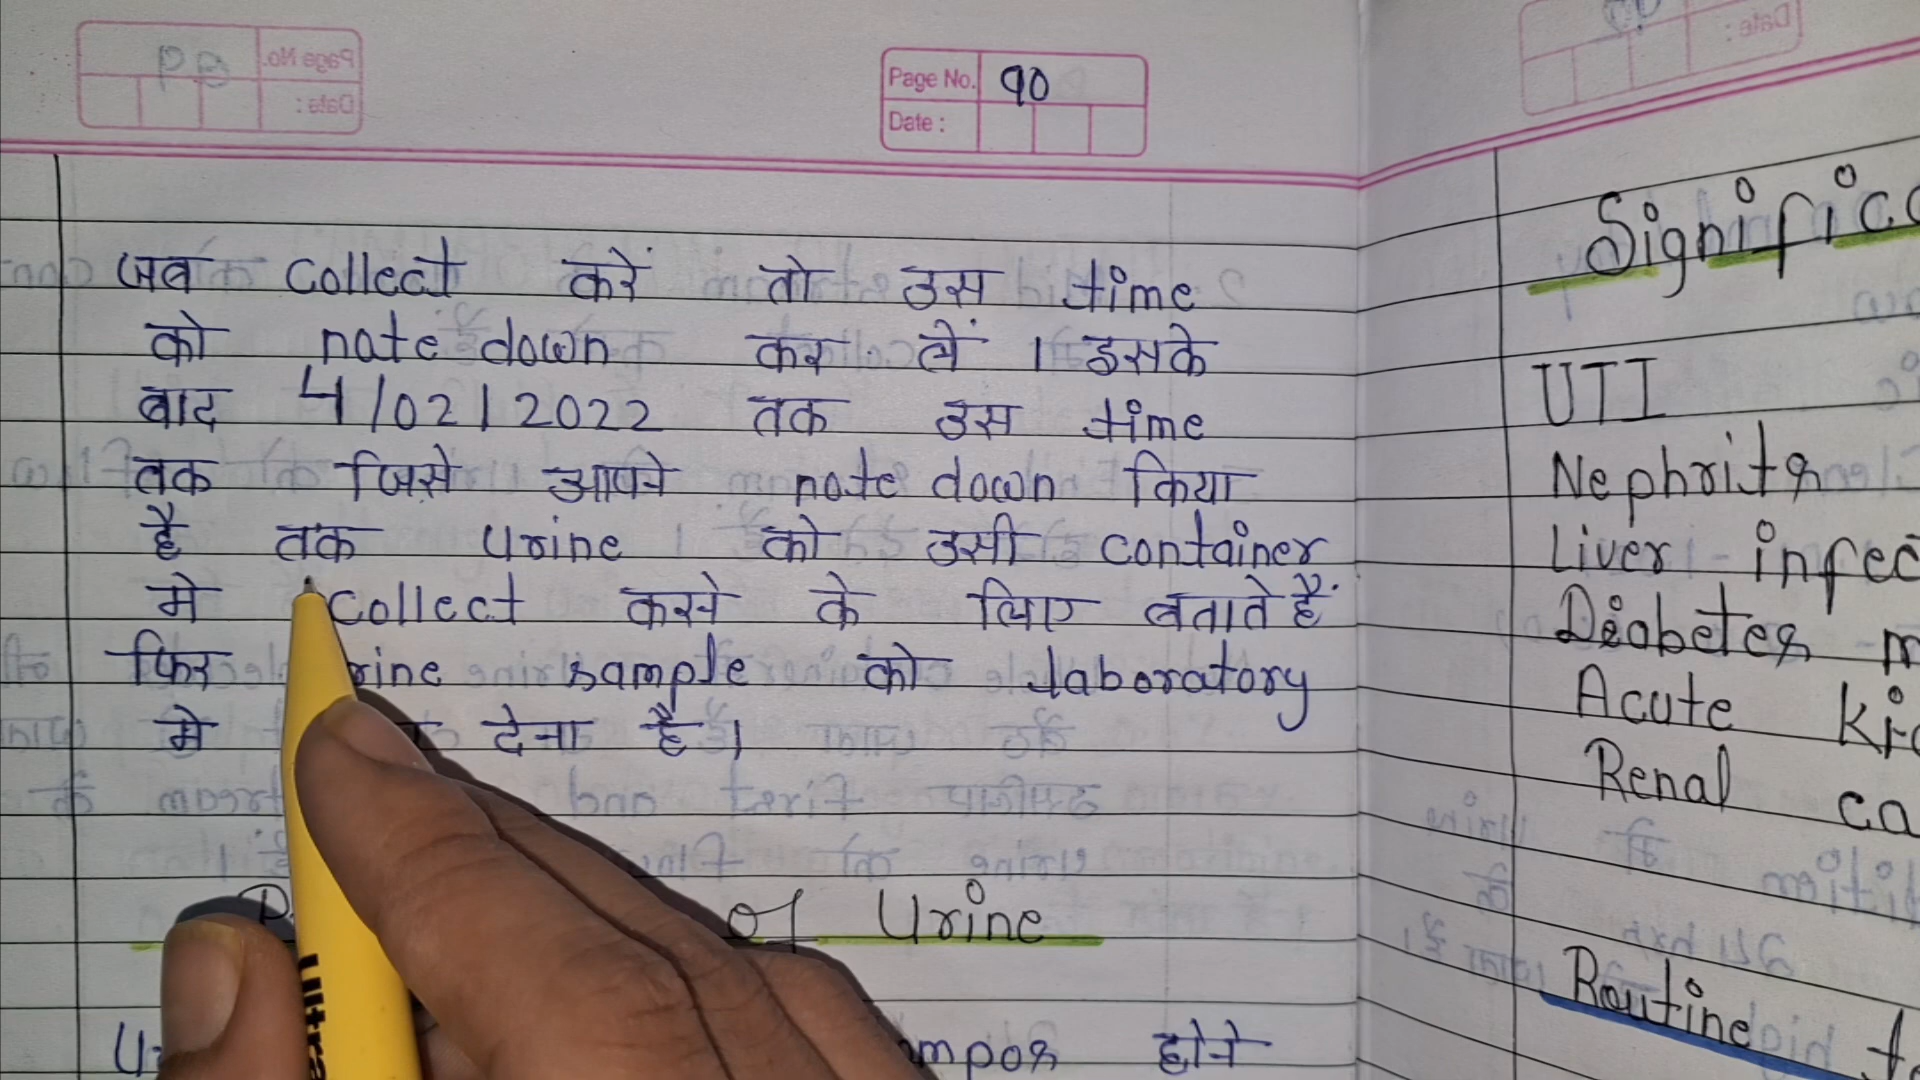 Page No. 90
Date :
जब collect करें तो उस time
को note down कर लें । इसके
बाद 4/02/2022 तक उस time
तक जिसे आपने note down किया
है तक urine को उसी container
मे collect करने के लिए बताते हैं
फिर urine sample को laboratory
मे देना है।
of Urine
होने
UTI
Nephritis
Liver
Diabetes
Acute
Renal
Routine